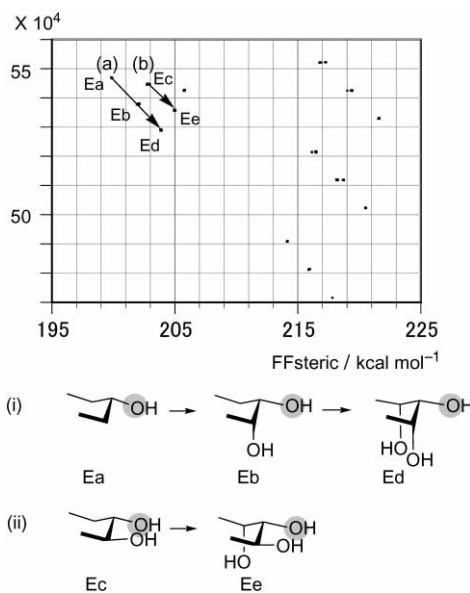 X 10⁴
55
(a) (b)
Ea Ec
Eb Ee
Ed
50
195 205 215 225
FFsteric / kcal mol⁻¹
(i)
OH OH OH
OH HO OH
Ea Eb Ed
(ii)
OH OH
OH OH
HO
Ec Ee